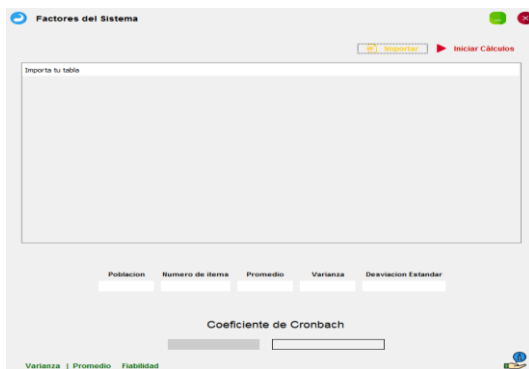 Factores del Sistema
Importar Iniciar Cálculos
Importa tu tabla
Poblacion Numero de items Promedio Varianza Desviacion Estandar
Coeficiente de Cronbach
Varianza | Promedio Fiabilidad